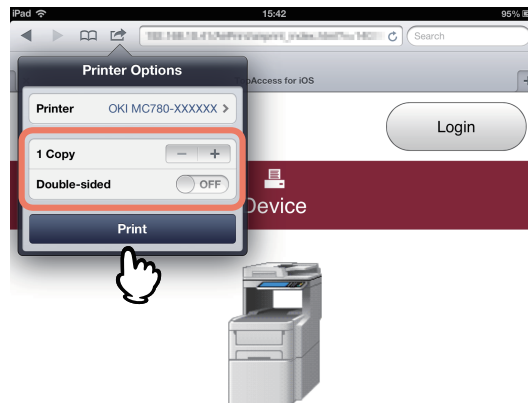 iPad 15:42 95%
Search
Printer Options
TopAccess for iOS
Printer OKI MC780-XXXXXX
Login
1 Copy
Double-sided OFF
Device
Print